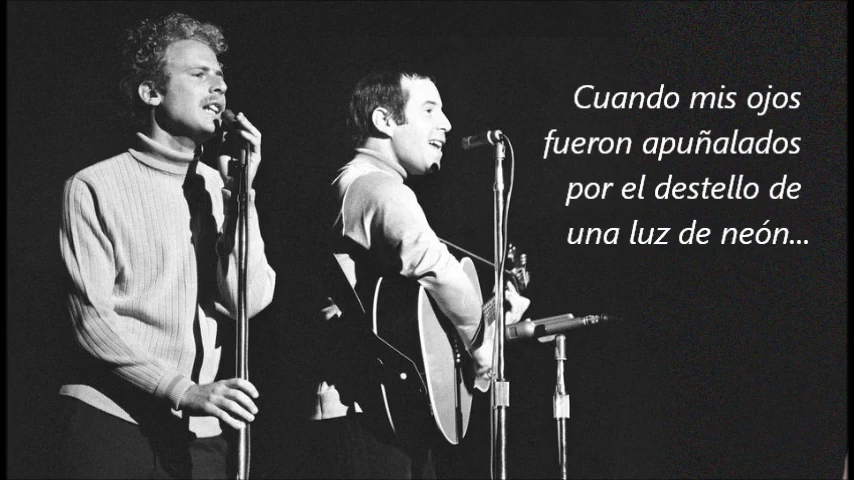 Cuando mis ojos
fueron apuñalados
por el destello de
una luz de neón...